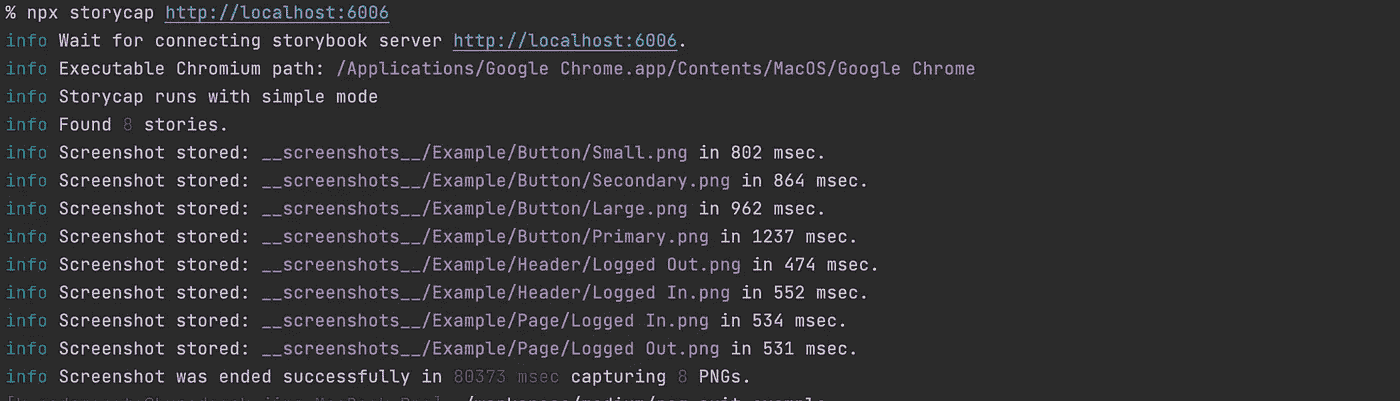 % npx storycap http://localhost:6006
info Wait for connecting storybook server http://localhost:6006.
info Executable Chromium path: /Applications/Google Chrome.app/Contents/MacOS/Google Chrome
info Storycap runs with simple mode
info Found 8 stories.
info Screenshot stored: __screenshots__/Example/Button/Small.png in 802 msec.
info Screenshot stored: __screenshots__/Example/Button/Secondary.png in 864 msec.
info Screenshot stored: __screenshots__/Example/Button/Large.png in 962 msec.
info Screenshot stored: __screenshots__/Example/Button/Primary.png in 1237 msec.
info Screenshot stored: __screenshots__/Example/Header/Logged Out.png in 474 msec.
info Screenshot stored: __screenshots__/Example/Header/Logged In.png in 552 msec.
info Screenshot stored: __screenshots__/Example/Page/Logged In.png in 534 msec.
info Screenshot stored: __screenshots__/Example/Page/Logged Out.png in 531 msec.
info Screenshot was ended successfully in 80373 msec capturing 8 PNGs.